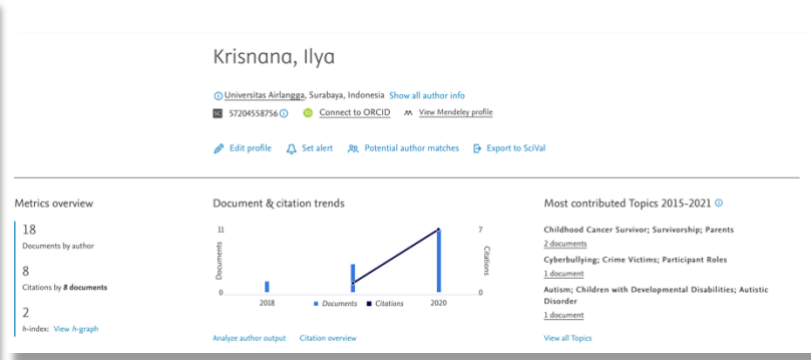 Krisnana, Ilya
Universitas Airlangga, Surabaya, Indonesia Show all author info
SC 57204558756 Connect to ORCID View Mendeley profile
Edit profile Set alert Potential author matches Export to SciVal
Metrics overview
18
Documents by author
8
Citations by 8 documents
2
h-index: View h-graph
Document & citation trends
11
7
Documents
Citations
0
0
2018
2020
Documents Citations
Analyze author output Citation overview
Most contributed Topics 2015-2021
Childhood Cancer Survivor; Survivorship; Parents
2 documents
Cyberbullying; Crime Victims; Participant Roles
1 document
Autism; Children with Developmental Disabilities; Autistic
Disorder
1 document
View all Topics